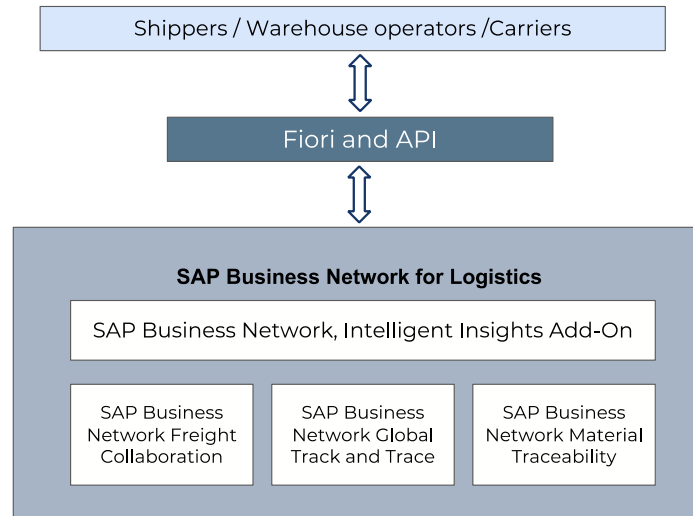 Shippers / Warehouse operators /Carriers
Fiori and API
SAP Business Network for Logistics
SAP Business Network, Intelligent Insights Add-On
SAP Business
Network Freight
Collaboration
SAP Business
Network Global
Track and Trace
SAP Business
Network Material
Traceability